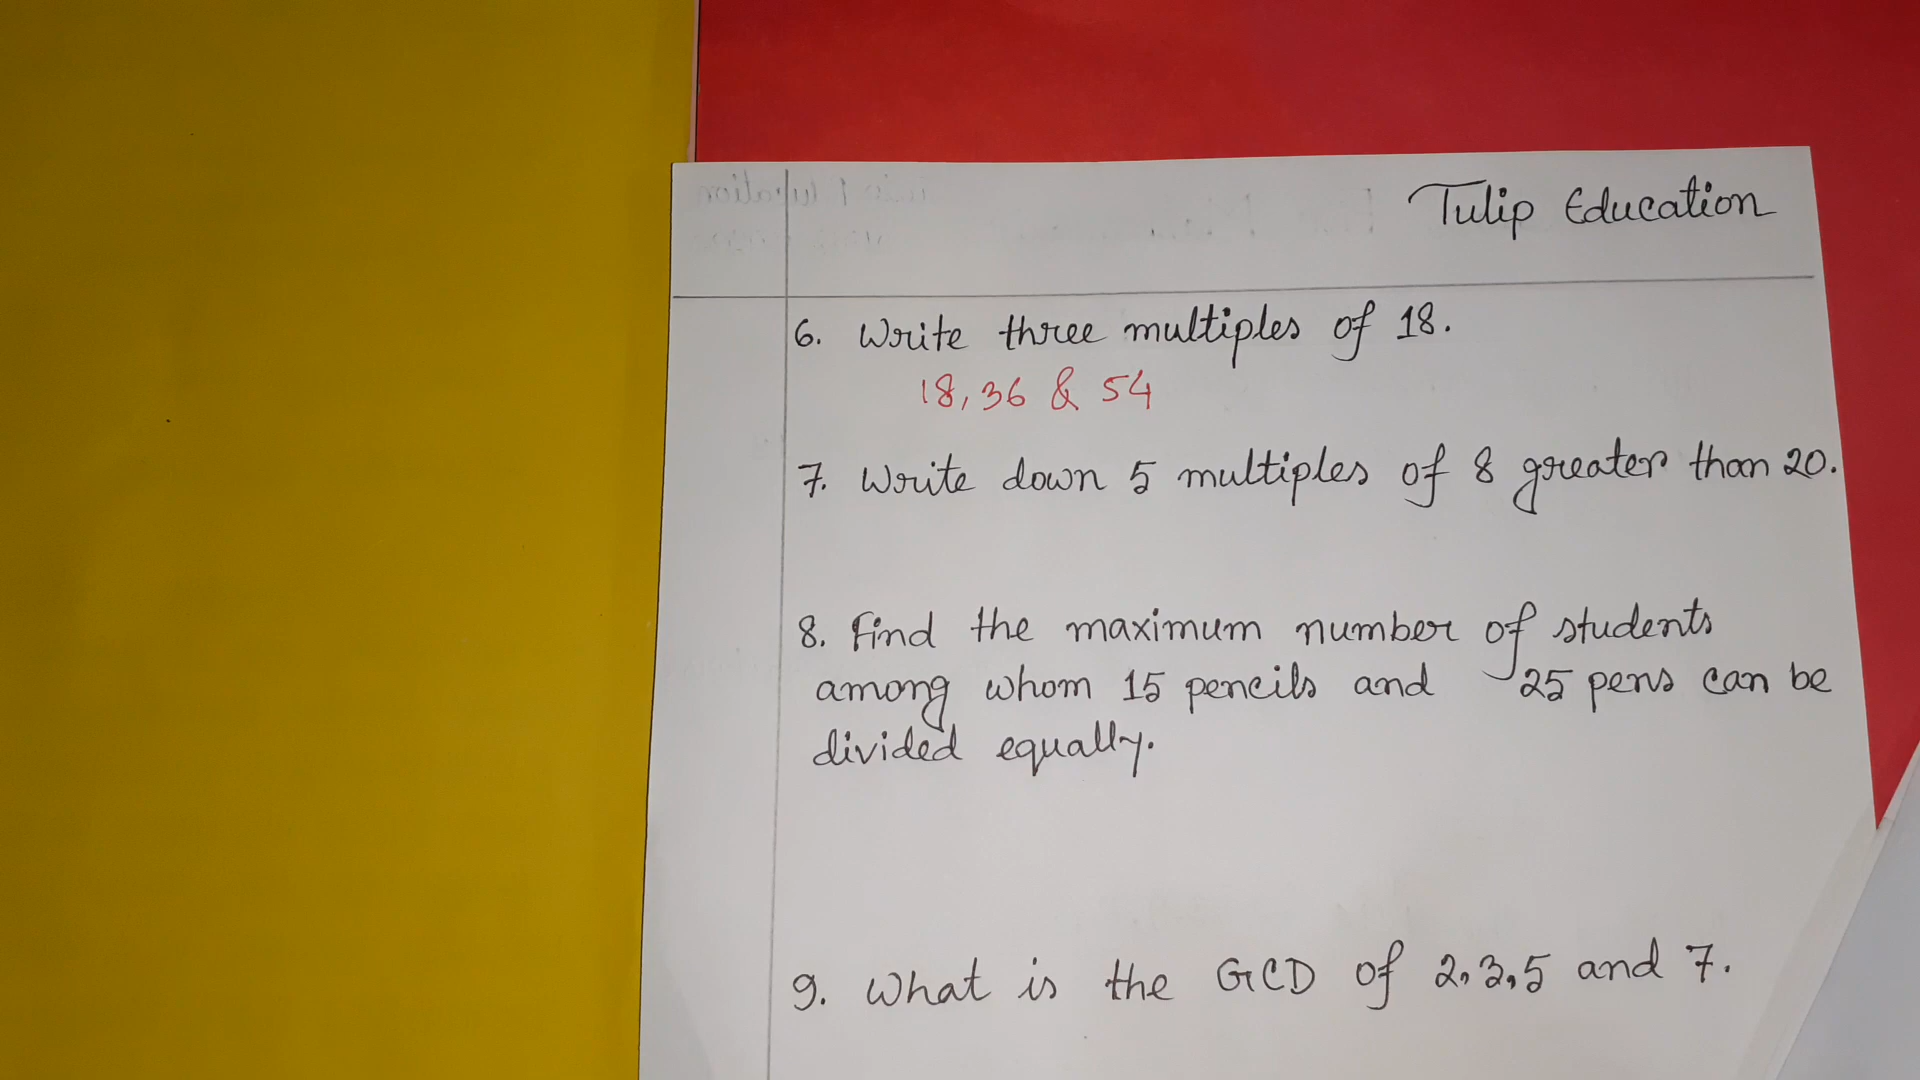 Tulip Education
6. Write three multiples of 18.
18, 36 & 54
7. Write down 5 multiples of 8 greater than 20.
8. Find the maximum number of students
among whom 15 pencils and 25 pens can be
divided equally.
9. What is the GCD of 2,3,5 and 7.